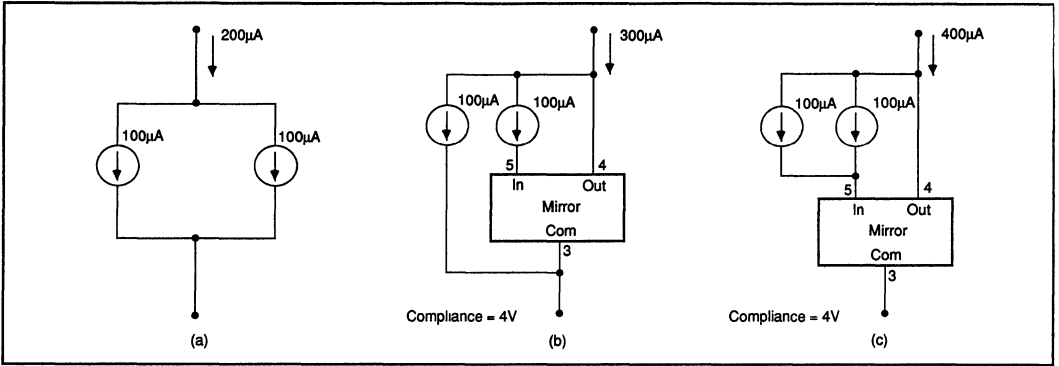 200µA
100µA
100µA
(a)
300µA
100µA
100µA
5
4
In
Out
Mirror
Com
3
Compliance = 4V
(b)
400µA
100µA
100µA
5
4
In
Out
Mirror
Com
3
Compliance = 4V
(c)